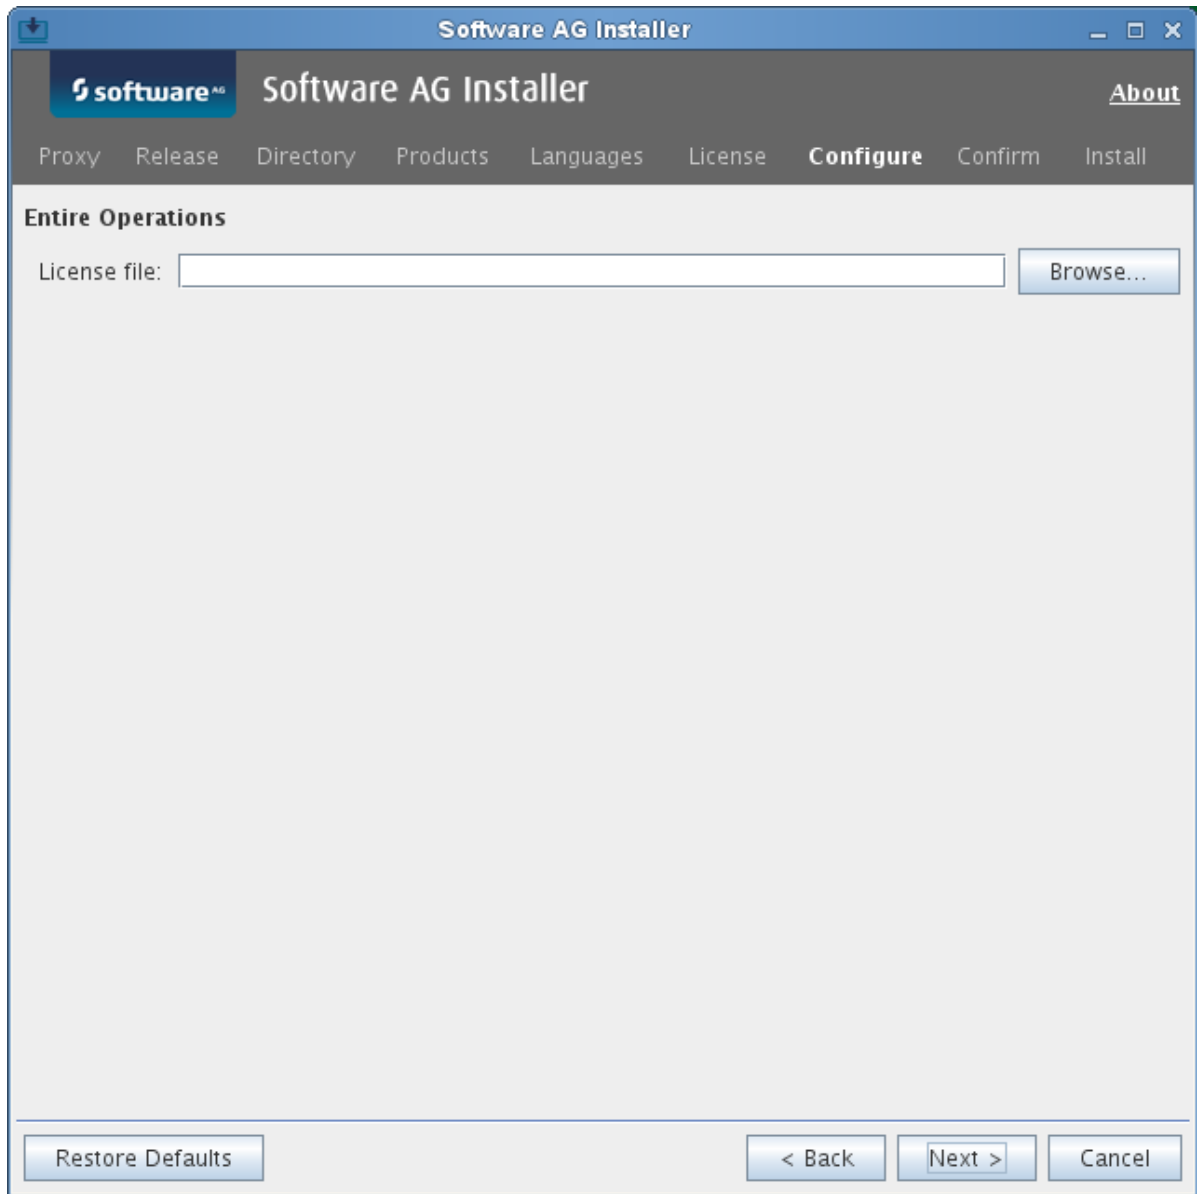 Software AG Installer
software AG Software AG Installer About
Proxy Release Directory Products Languages License Configure Confirm Install
Entire Operations
License file: Browse...
Restore Defaults < Back Next > Cancel